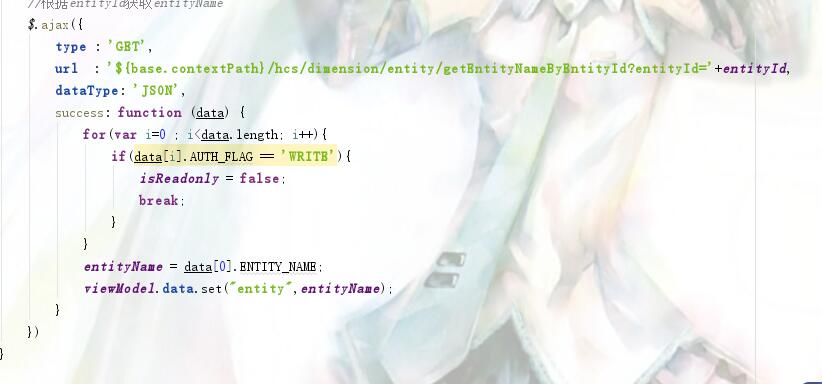 //根据entityId获取entityName
$.ajax({
type : 'GET',
url : '${base.contextPath}/hcs/dimension/entity/getEntityNameByEntityId?entityId='+entityId,
dataType: 'JSON',
success: function (data) {
for(var i=0 ; i<data.length; i++){
if(data[i].AUTH_FLAG == 'WRITE'){
isReadonly = false;
break;
}
}
entityName = data[0].ENTITY_NAME;
viewModel.data.set("entity",entityName);
}
})
}